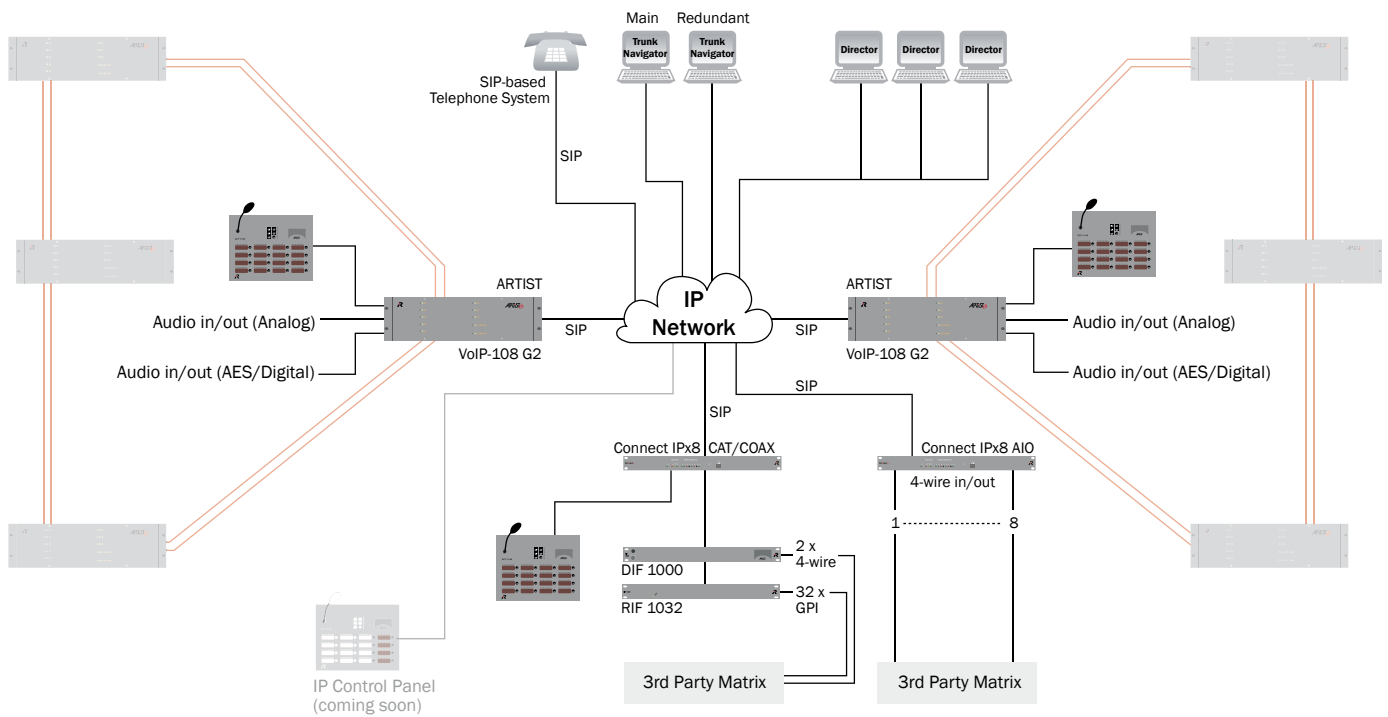 Main
Redundant
Trunk
Navigator
Trunk
Navigator
Director
Director
Director
SIP-based
Telephone System
SIP
ARTIST
ARTIST
IP
Network
Audio in/out (Analog)
SIP
SIP
Audio in/out (Analog)
VoIP-108 G2
VoIP-108 G2
Audio in/out (AES/Digital)
Audio in/out (AES/Digital)
SIP
SIP
Connect IPx8 CAT/COAX
Connect IPx8 AIO
4-wire in/out
1
8
2 x
4-wire
DIF 1000
32 x
GPI
RIF 1032
3rd Party Matrix
3rd Party Matrix
IP Control Panel
(coming soon)